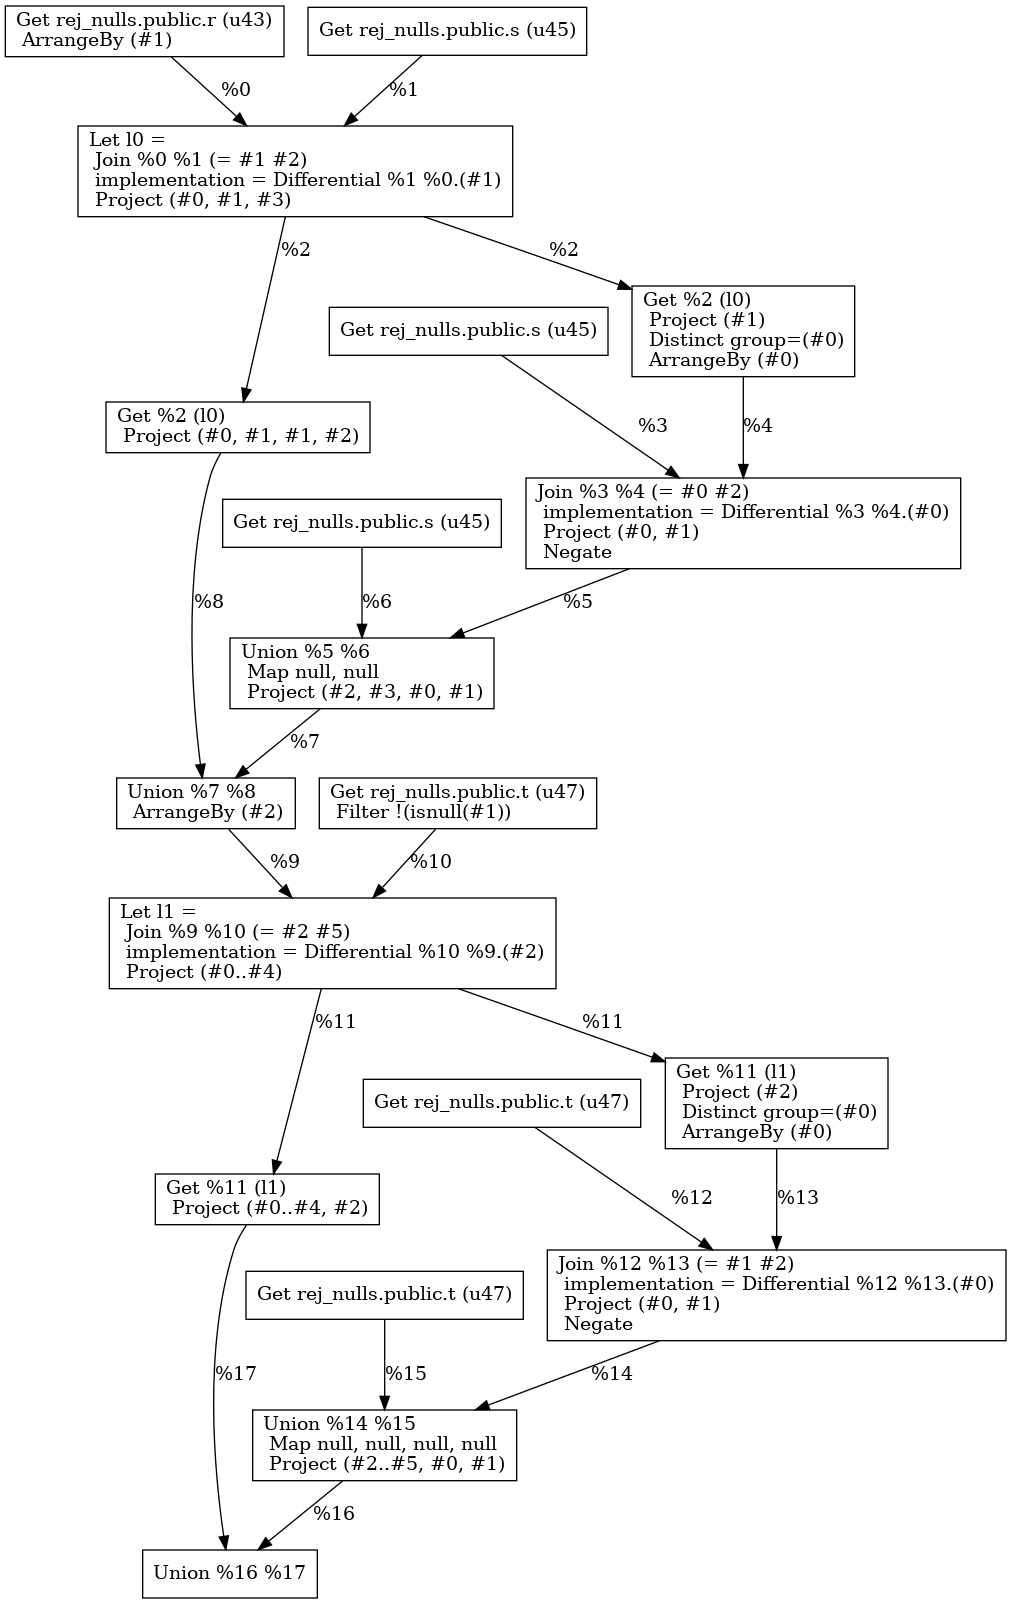 Get rej_nulls.public.r (u43)
ArrangeBy (#1)
Get rej_nulls.public.s (u45)
%0
%1
Let l0 =
Join %0 %1 (= #1 #2)
implementation = Differential %1 %0.(#1)
Project (#0, #1, #3)
%2
%2
Get %2 (l0)
Project (#1)
Distinct group=(#0)
ArrangeBy (#0)
Get rej_nulls.public.s (u45)
Get %2 (l0)
Project (#0, #1, #1, #2)
%3
%4
Join %3 %4 (= #0 #2)
implementation = Differential %3 %4.(#0)
Project (#0, #1)
Negate
Get rej_nulls.public.s (u45)
%8
%6
%5
Union %5 %6
Map null, null
Project (#2, #3, #0, #1)
%7
Union %7 %8
ArrangeBy (#2)
Get rej_nulls.public.t (u47)
Filter !(isnull(#1))
%9
%10
Let l1 =
Join %9 %10 (= #2 #5)
implementation = Differential %10 %9.(#2)
Project (#0..#4)
%11
%11
Get %11 (l1)
Project (#2)
Distinct group=(#0)
ArrangeBy (#0)
Get rej_nulls.public.t (u47)
Get %11 (l1)
Project (#0..#4, #2)
%12
%13
Join %12 %13 (= #1 #2)
implementation = Differential %12 %13.(#0)
Project (#0, #1)
Negate
Get rej_nulls.public.t (u47)
%17
%15
%14
Union %14 %15
Map null, null, null, null
Project (#2..#5, #0, #1)
%16
Union %16 %17